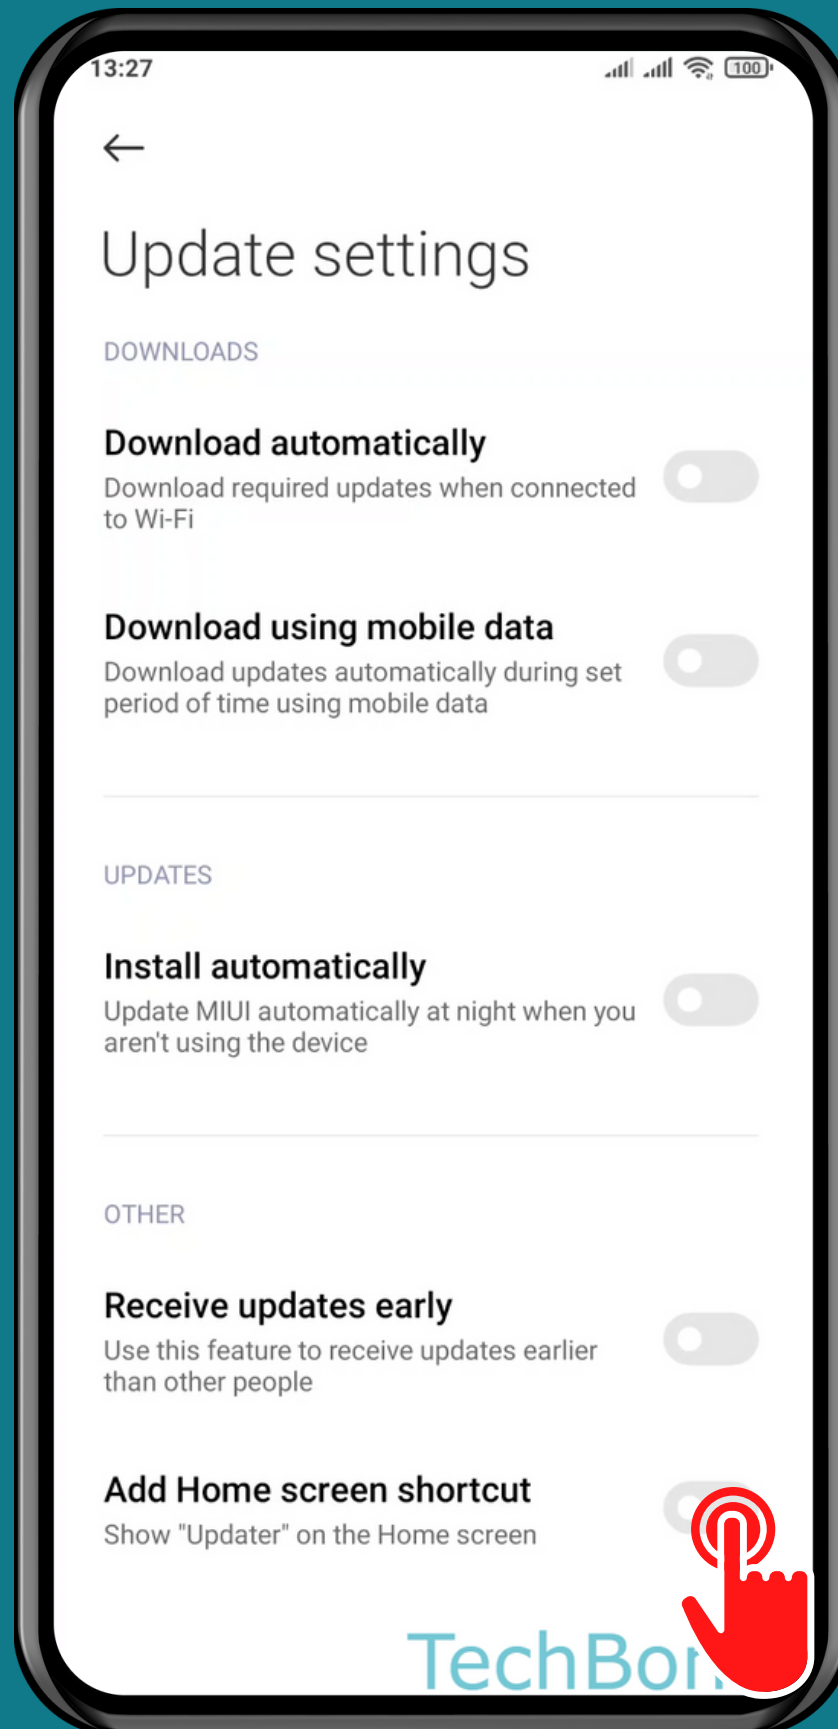 13:27
100
Update settings
DOWNLOADS
Download automatically
Download required updates when connected
to Wi-Fi
Download using mobile data
Download updates automatically during set
period of time using mobile data
UPDATES
Install automatically
Update MIUI automatically at night when you
aren't using the device
OTHER
Receive updates early
Use this feature to receive updates earlier
than other people
Add Home screen shortcut
Show "Updater" on the Home screen